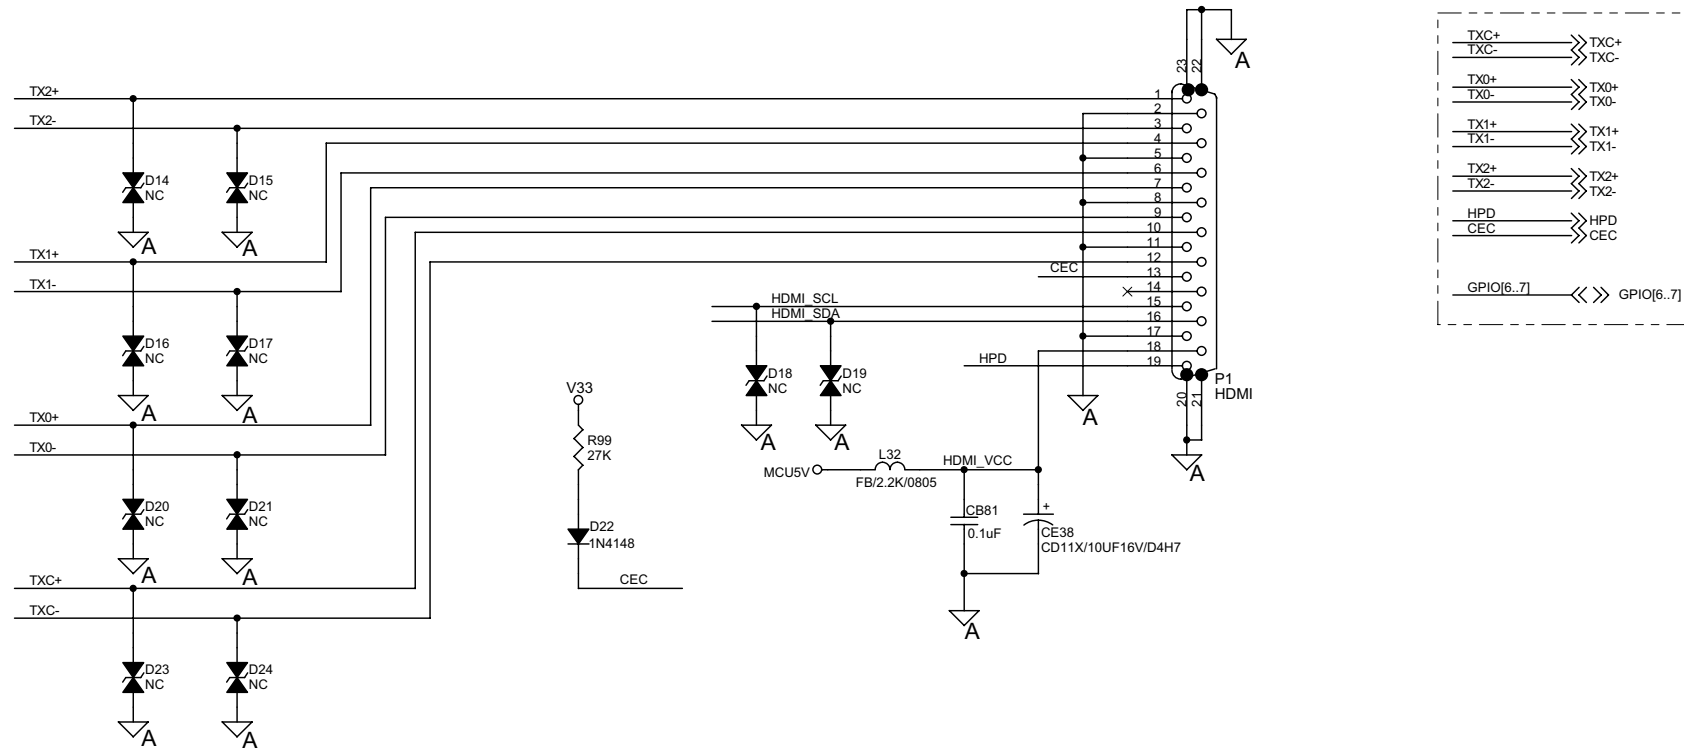 TX2+
TX2-
D14
NC
D15
NC
A
A
TX1+
TX1-
D16
NC
D17
NC
A
A
TX0+
TX0-
D20
NC
D21
NC
A
A
TXC+
TXC-
D23
NC
D24
NC
A
A
V33
R99
27K
D22
1N4148
CEC
HDMI_SCL
HDMI_SDA
D18
NC
D19
NC
A
A
CEC
HPD
MCU5V
L32
FB/2.2K/0805
HDMI_VCC
CB81
0.1uF
+
CE38
CD11X/10UF16V/D4H7
A
A
23
22
A
1
2
3
4
5
6
7
8
9
10
11
12
13
14
15
16
17
18
19
20
21
P1
HDMI
A
TXC+ TXC+
TXC- TXC-
TX0+ TX0+
TX0- TX0-
TX1+ TX1+
TX1- TX1-
TX2+ TX2+
TX2- TX2-
HPD HPD
CEC CEC
GPIO[6..7] GPIO[6..7]